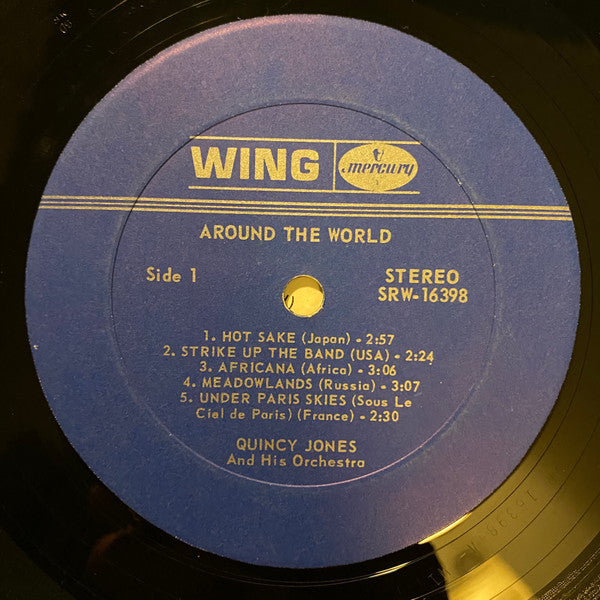 WING mercury
AROUND THE WORLD
Side 1 STEREO
SRW-16398
1. HOT SAKE (Japan) - 2:57
2. STRIKE UP THE BAND (USA) - 2:24
3. AFRICANA (Africa) - 3:06
4. MEADOWLANDS (Russia) - 3:07
5. UNDER PARIS SKIES (Sous Le
Ciel de Paris) (France) - 2:30
QUINCY JONES
And His Orchestra